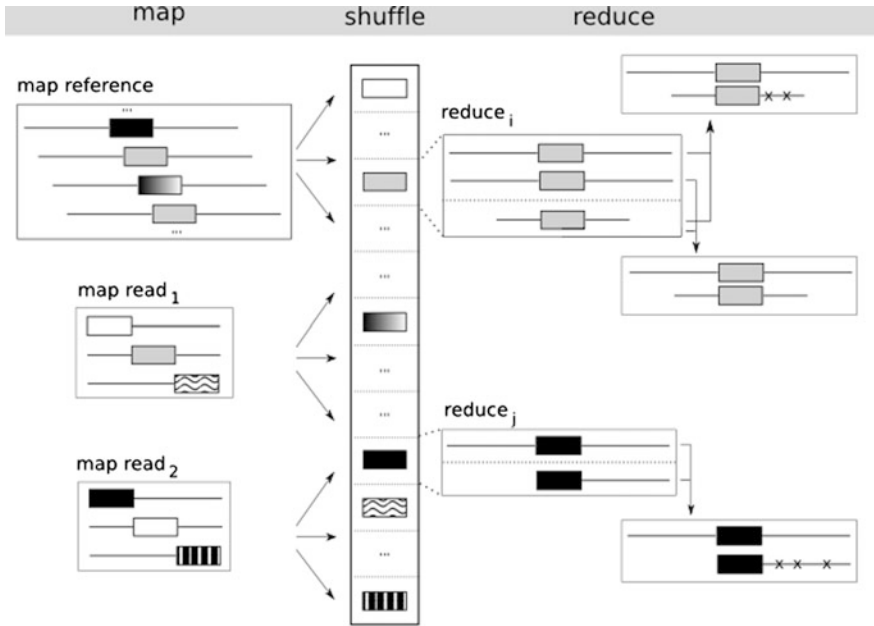 map shuffle reduce
map reference
...
...
reduce i
...
...
...
map read 1
...
...
reduce j
map read 2
...
x x
x x x